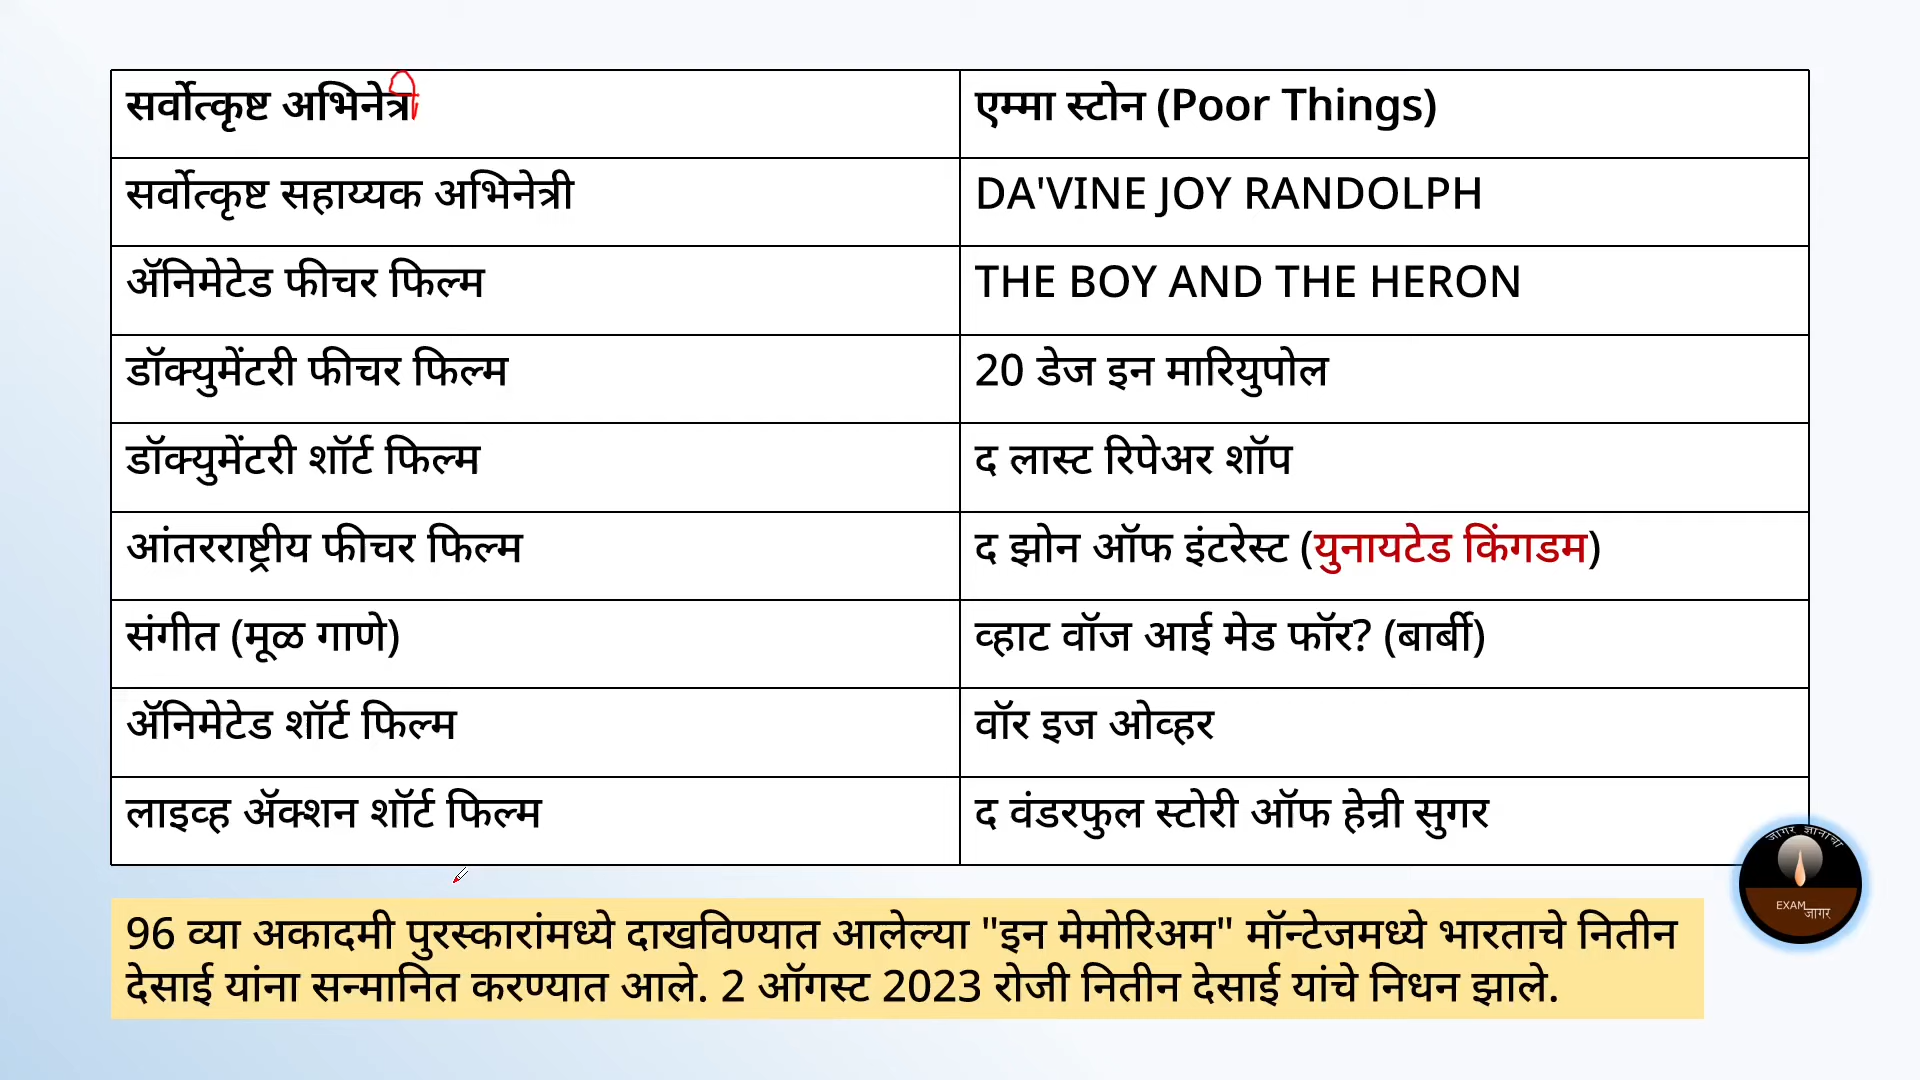 सर्वोत्कृष्ट अभिनेत्री एम्मा स्टोन (Poor Things)
सर्वोत्कृष्ट सहाय्यक अभिनेत्री DA'VINE JOY RANDOLPH
ॲनिमेटेड फीचर फिल्म THE BOY AND THE HERON
डॉक्युमेंटरी फीचर फिल्म 20 डेज इन मारियुपोल
डॉक्युमेंटरी शॉर्ट फिल्म द लास्ट रिपेअर शॉप
आंतरराष्ट्रीय फीचर फिल्म द झोन ऑफ इंटरेस्ट (युनायटेड किंगडम)
संगीत (मूळ गाणे) व्हाट वॉज आई मेड फॉर? (बार्बी)
ॲनिमेटेड शॉर्ट फिल्म वॉर इज ओव्हर
लाइव्ह ॲक्शन शॉर्ट फिल्म द वंडरफुल स्टोरी ऑफ हेन्री सुगर
जागर ज्ञानाचा
EXAM जागर
96 व्या अकादमी पुरस्कारांमध्ये दाखविण्यात आलेल्या "इन मेमोरिअम" मॉन्टेजमध्ये भारताचे नितीन
देसाई यांना सन्मानित करण्यात आले. 2 ऑगस्ट 2023 रोजी नितीन देसाई यांचे निधन झाले.